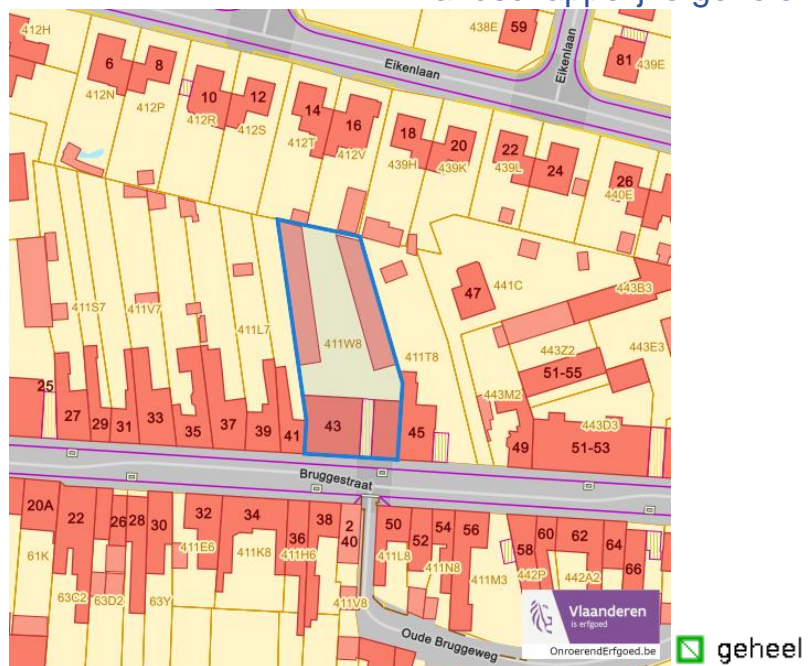 59
438E
412H
Eikenlaan
Eikenlaan
81
439E
6
8
412N
412P
10
12
412R
412S
14
16
412T
412V
18
20
439H
439K
22
24
439L
26
440E
47
441C
443B3
411S7
411V7
411L7
411W8
411T8
443Z2
443E3
51-55
443M2
443D3
25
27
29
31
33
35
37
39
41
43
45
49
51-53
Bruggestraat
20A
22
26
28
30
32
34
36
38
2
40
50
52
54
56
58
60
62
64
66
61K
63C2
63D2
63Y
411E6
411K8
411H6
411V8
411L8
411N8
411M3
442P
442A2
Oude Bruggeweg
Vlaanderen
is erfgoed
OnroerendErfgoed.be
geheel